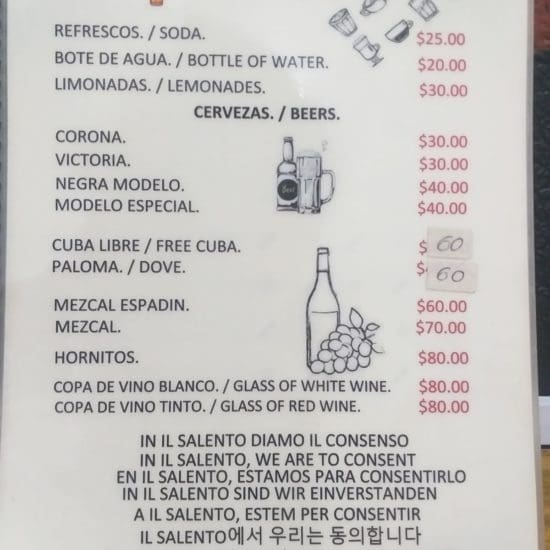 REFRESCOS. / SODA. $25.00
BOTE DE AGUA. / BOTTLE OF WATER. $20.00
LIMONADAS. / LEMONADES. $30.00
CERVEZAS. / BEERS.
CORONA. $30.00
VICTORIA. $30.00
NEGRA MODELO. $40.00
MODELO ESPECIAL. $40.00
Beer
CUBA LIBRE / FREE CUBA. $ 60
PALOMA. / DOVE. $ 60
MEZCAL ESPADIN. $60.00
MEZCAL. $70.00
HORNITOS. $80.00
COPA DE VINO BLANCO. / GLASS OF WHITE WINE. $80.00
COPA DE VINO TINTO. / GLASS OF RED WINE. $80.00
IN IL SALENTO DIAMO IL CONSENSO
IN IL SALENTO, WE ARE TO CONSENT
EN IL SALENTO, ESTAMOS PARA CONSENTIRLO
IN IL SALENTO SIND WIR EINVERSTANDEN
A IL SALENTO, ESTEM PER CONSENTIR
IL SALENTO에서 우리는 동의합니다